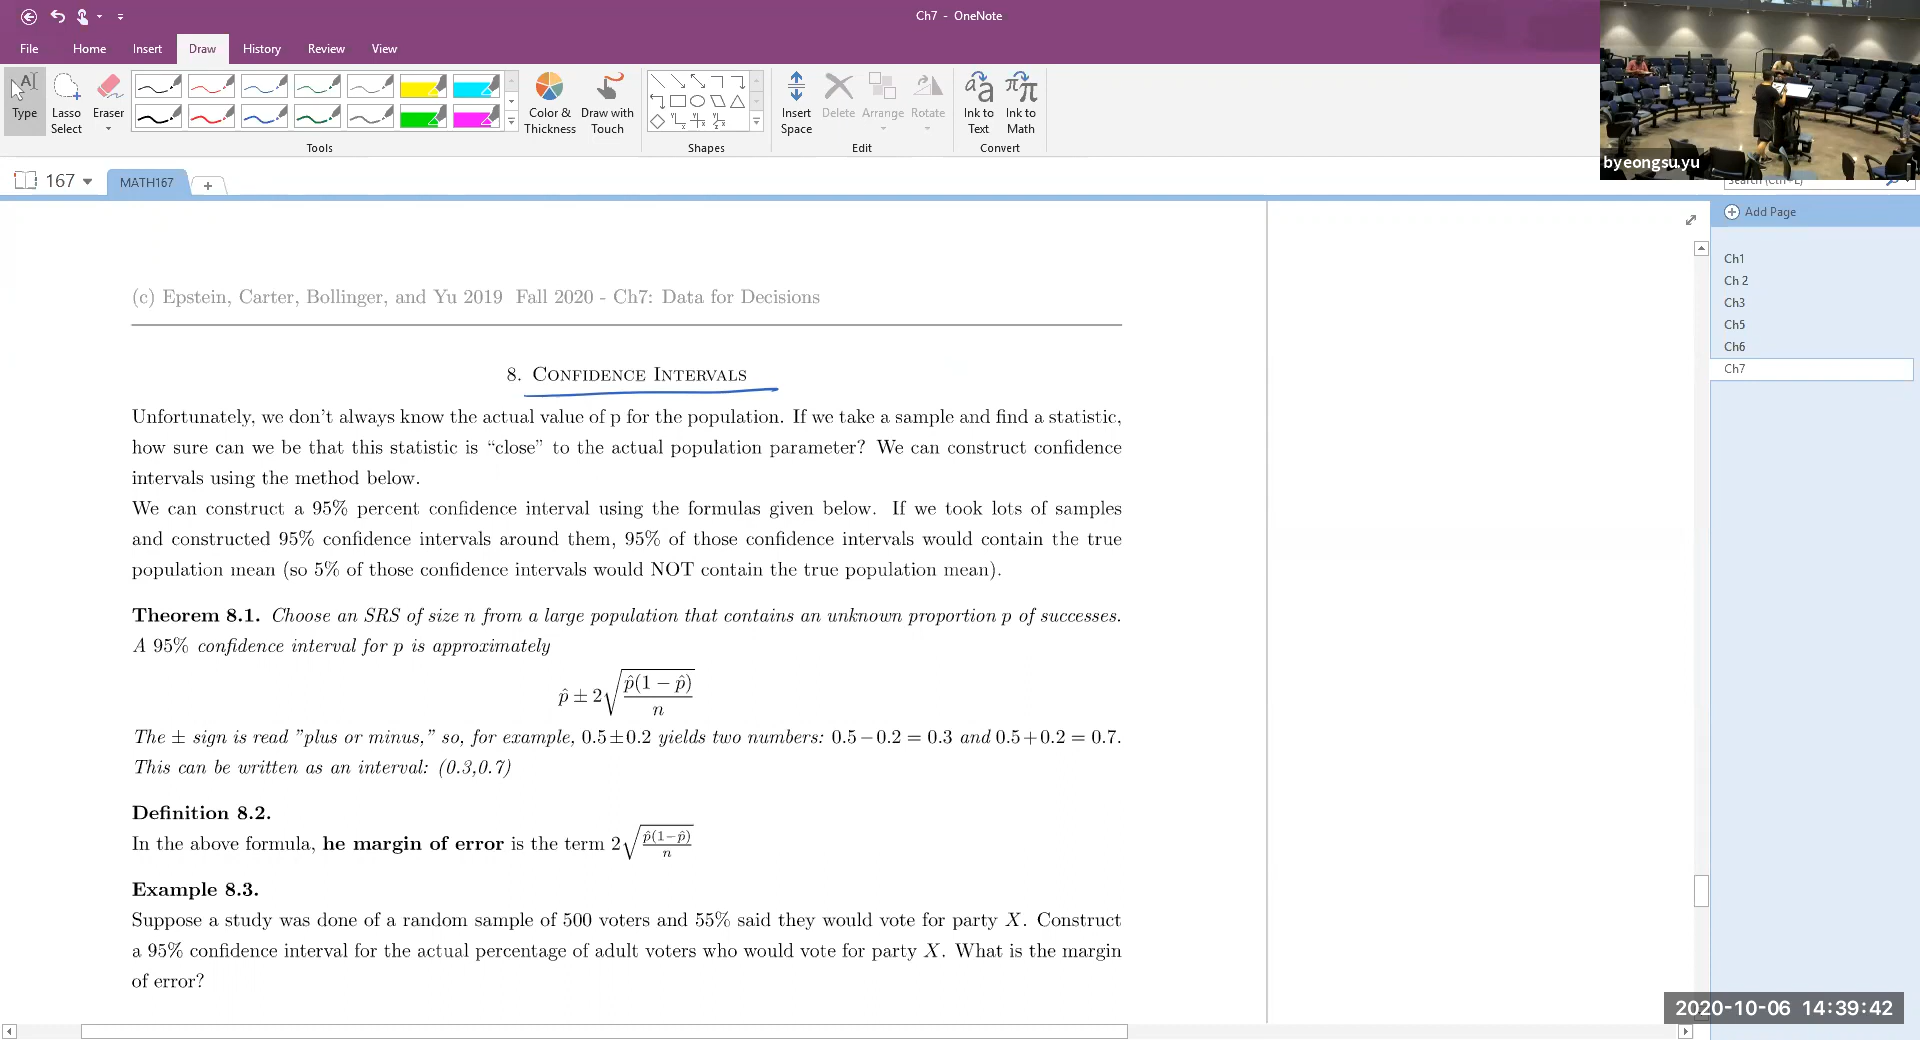 Ch7 - OneNote
File Home Insert Draw History Review View
Type
Lasso Select
Eraser
Color & Thickness
Draw with Touch
Insert Space
Delete
Arrange
Rotate
Ink to Text
Ink to Math
Tools
Shapes
Edit
Convert
byeongsu.yu
167
MATH167
Search (Ctrl+E)
Add Page
Ch1
Ch 2
Ch3
Ch5
Ch6
Ch7
(c) Epstein, Carter, Bollinger, and Yu 2019 Fall 2020 - Ch7: Data for Decisions
8. Confidence Intervals
Unfortunately, we don't always know the actual value of p for the population. If we take a sample and find a statistic,
how sure can we be that this statistic is “close” to the actual population parameter? We can construct confidence
intervals using the method below.
We can construct a 95% percent confidence interval using the formulas given below. If we took lots of samples
and constructed 95% confidence intervals around them, 95% of those confidence intervals would contain the true
population mean (so 5% of those confidence intervals would NOT contain the true population mean).
Theorem 8.1. Choose an SRS of size n from a large population that contains an unknown proportion p of successes.
A 95% confidence interval for p is approximately
p̂ ± 2√(p̂(1 − p̂)/n)
The ± sign is read ”plus or minus,” so, for example, 0.5±0.2 yields two numbers: 0.5−0.2 = 0.3 and 0.5+0.2 = 0.7.
This can be written as an interval: (0.3,0.7)
Definition 8.2.
In the above formula, he margin of error is the term 2√(p̂(1−p̂)/n)
Example 8.3.
Suppose a study was done of a random sample of 500 voters and 55% said they would vote for party X. Construct
a 95% confidence interval for the actual percentage of adult voters who would vote for party X. What is the margin
of error?
2020-10-06 14:39:42